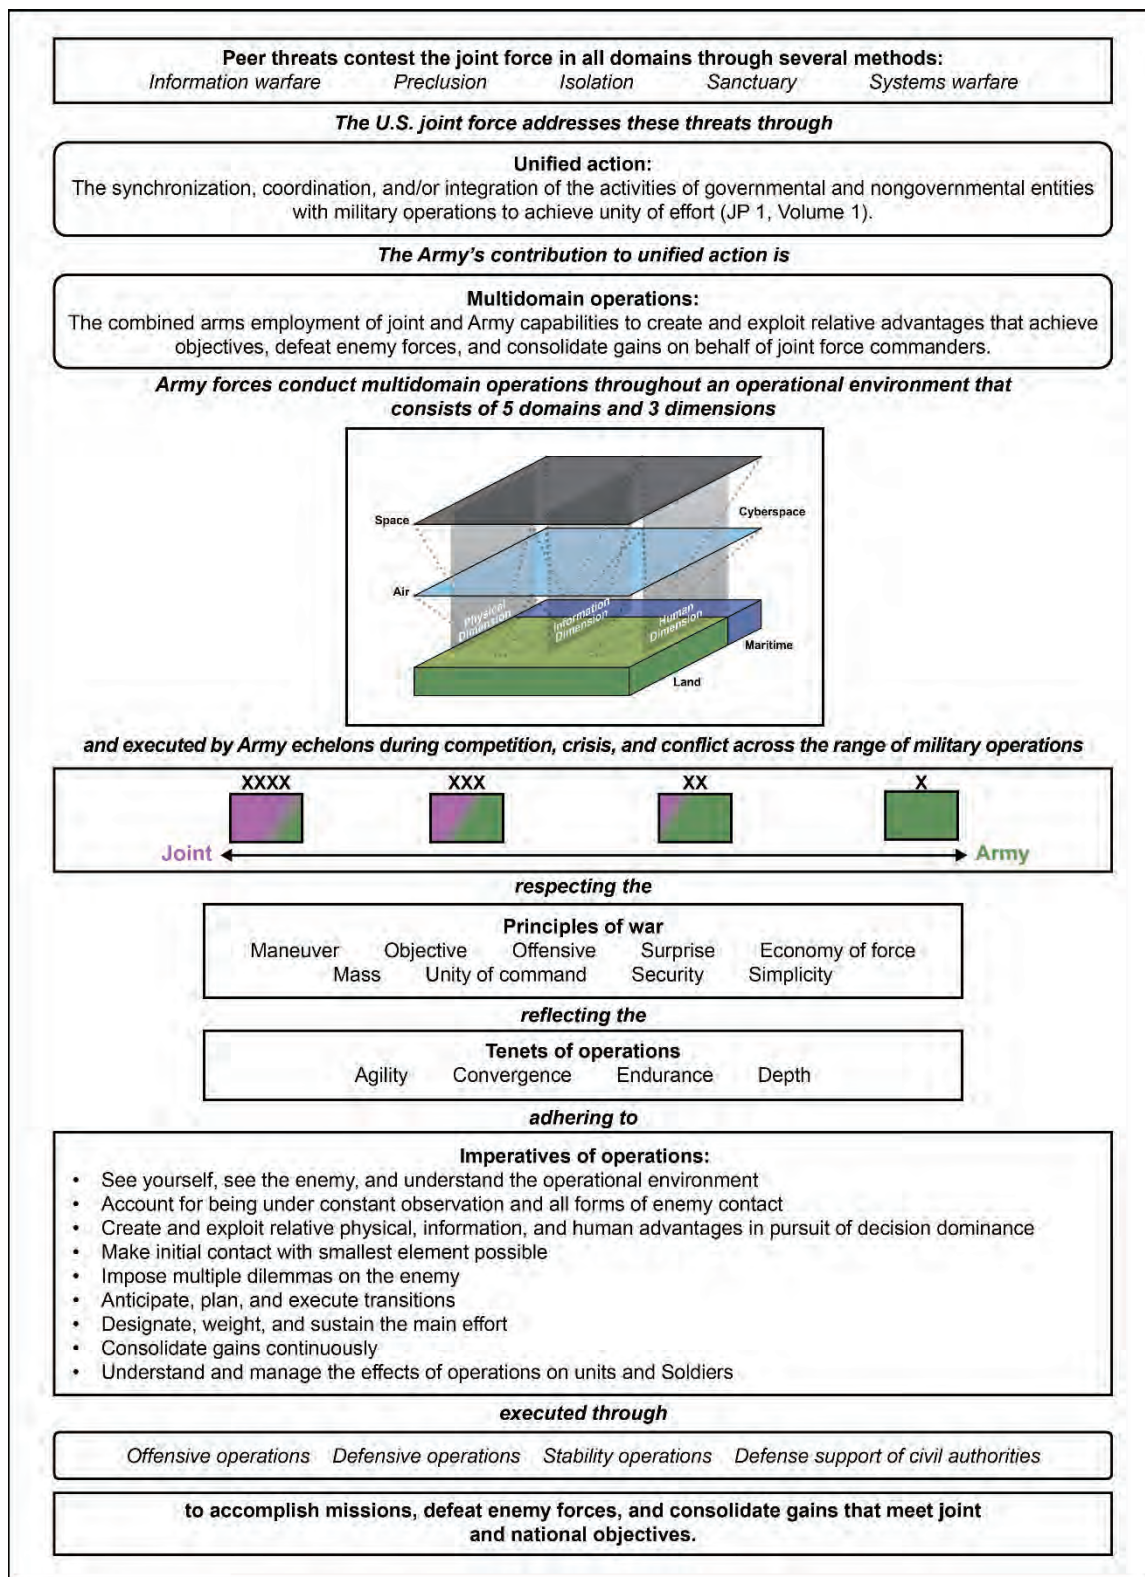 Peer threats contest the joint force in all domains through several methods:
Information warfare Preclusion Isolation Sanctuary Systems warfare
The U.S. joint force addresses these threats through
Unified action:
The synchronization, coordination, and/or integration of the activities of governmental and nongovernmental entities
with military operations to achieve unity of effort (JP 1, Volume 1).
The Army's contribution to unified action is
Multidomain operations:
The combined arms employment of joint and Army capabilities to create and exploit relative advantages that achieve
objectives, defeat enemy forces, and consolidate gains on behalf of joint force commanders.
Army forces conduct multidomain operations throughout an operational environment that
consists of 5 domains and 3 dimensions
Space
Cyberspace
Air
Physical
Dimension
Information
Dimension
Human
Dimension
Maritime
Land
and executed by Army echelons during competition, crisis, and conflict across the range of military operations
XXXX XXX XX X
Joint Army
respecting the
Principles of war
Maneuver Objective Offensive Surprise Economy of force
Mass Unity of command Security Simplicity
reflecting the
Tenets of operations
Agility Convergence Endurance Depth
adhering to
Imperatives of operations:
• See yourself, see the enemy, and understand the operational environment
• Account for being under constant observation and all forms of enemy contact
• Create and exploit relative physical, information, and human advantages in pursuit of decision dominance
• Make initial contact with smallest element possible
• Impose multiple dilemmas on the enemy
• Anticipate, plan, and execute transitions
• Designate, weight, and sustain the main effort
• Consolidate gains continuously
• Understand and manage the effects of operations on units and Soldiers
executed through
Offensive operations Defensive operations Stability operations Defense support of civil authorities
to accomplish missions, defeat enemy forces, and consolidate gains that meet joint
and national objectives.